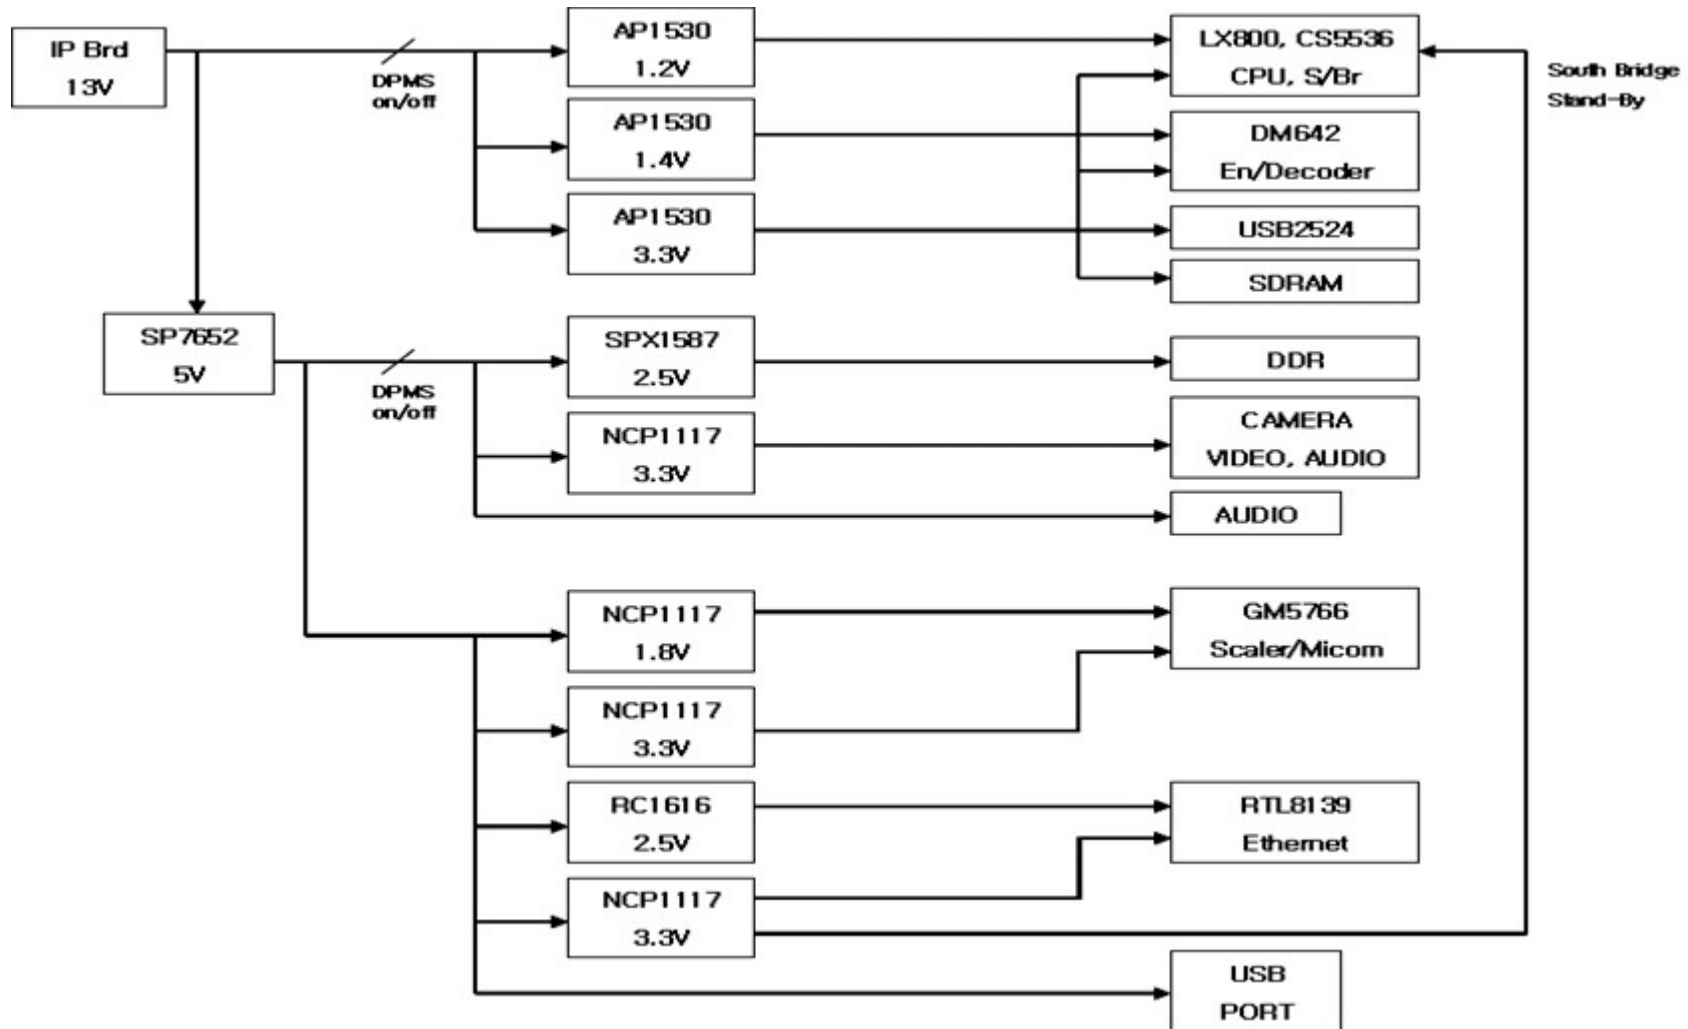 IP Brd
13V
DPMS
on/off
AP1530
1.2V
AP1530
1.4V
AP1530
3.3V
LX800, CS5536
CPU, S/Br
DM642
En/Decoder
USB2524
SDRAM
South Bridge
Stand-By
SP7652
5V
DPMS
on/off
SPX1587
2.5V
NCP1117
3.3V
DDR
CAMERA
VIDEO, AUDIO
AUDIO
NCP1117
1.8V
NCP1117
3.3V
RC1616
2.5V
NCP1117
3.3V
GM5766
Scaler/Micom
RTL8139
Ethernet
USB
PORT